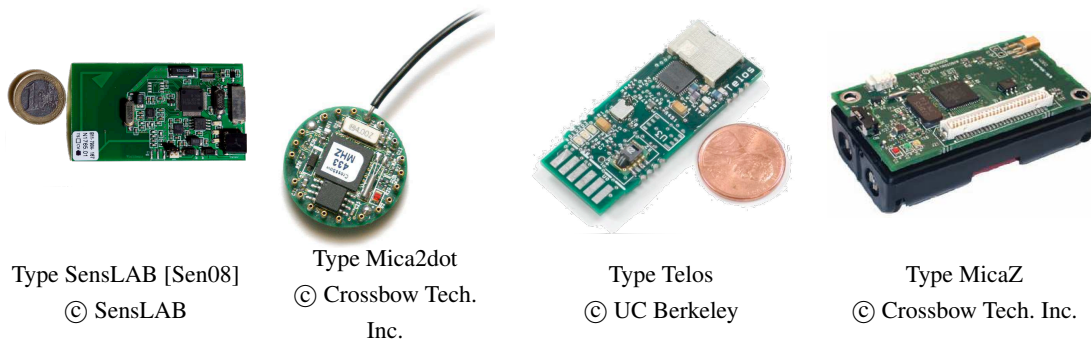 Telos
433
MHZ
Crossbow
Type SensLAB [Sen08]
© SensLAB
Type Mica2dot
© Crossbow Tech.
Inc.
Type Telos
© UC Berkeley
Type MicaZ
© Crossbow Tech. Inc.